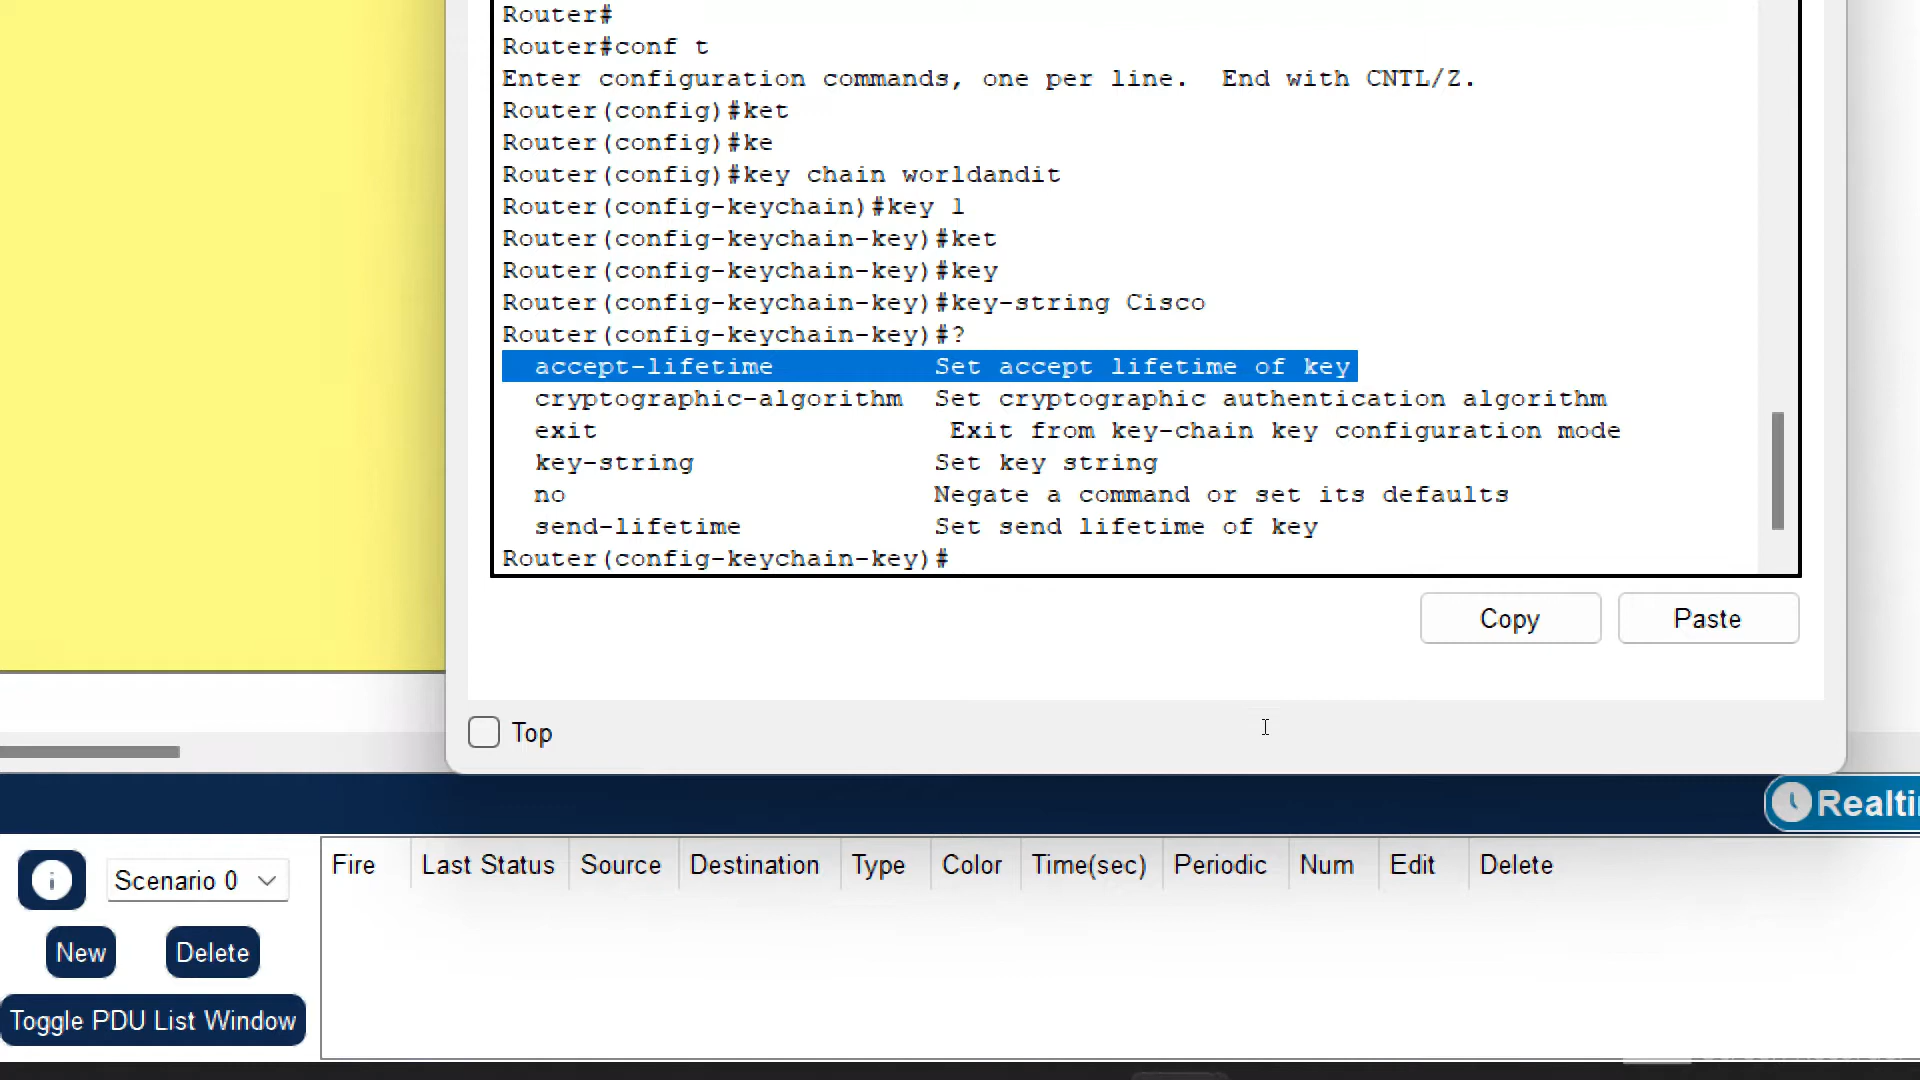 Router#
Router#conf t
Enter configuration commands, one per line.  End with CNTL/Z.
Router(config)#ket
Router(config)#ke
Router(config)#key chain worldandit
Router(config-keychain)#key 1
Router(config-keychain-key)#ket
Router(config-keychain-key)#key
Router(config-keychain-key)#key-string Cisco
Router(config-keychain-key)#?
accept-lifetime          Set accept lifetime of key
cryptographic-algorithm  Set cryptographic authentication algorithm
exit                      Exit from key-chain key configuration mode
key-string               Set key string
no                       Negate a command or set its defaults
send-lifetime            Set send lifetime of key
Router(config-keychain-key)#
Copy Paste
Top
Fire Last Status Source Destination Type Color Time(sec) Periodic Num Edit Delete
Scenario 0
New Delete
Toggle PDU List Window